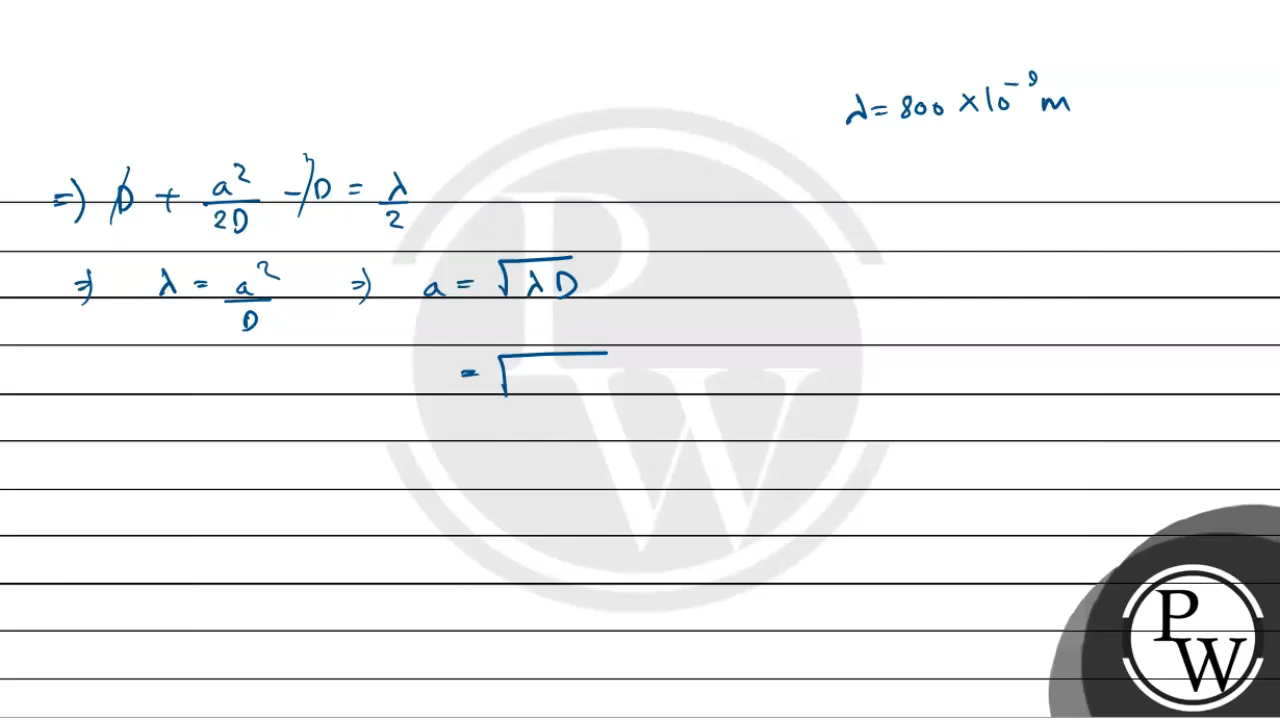 λ = 800 × 10⁻⁹ m
⇒) D + a²/2D - D = λ/2
⇒ λ = a²/D ⇒) a = √λD
= √
P
W
P
W